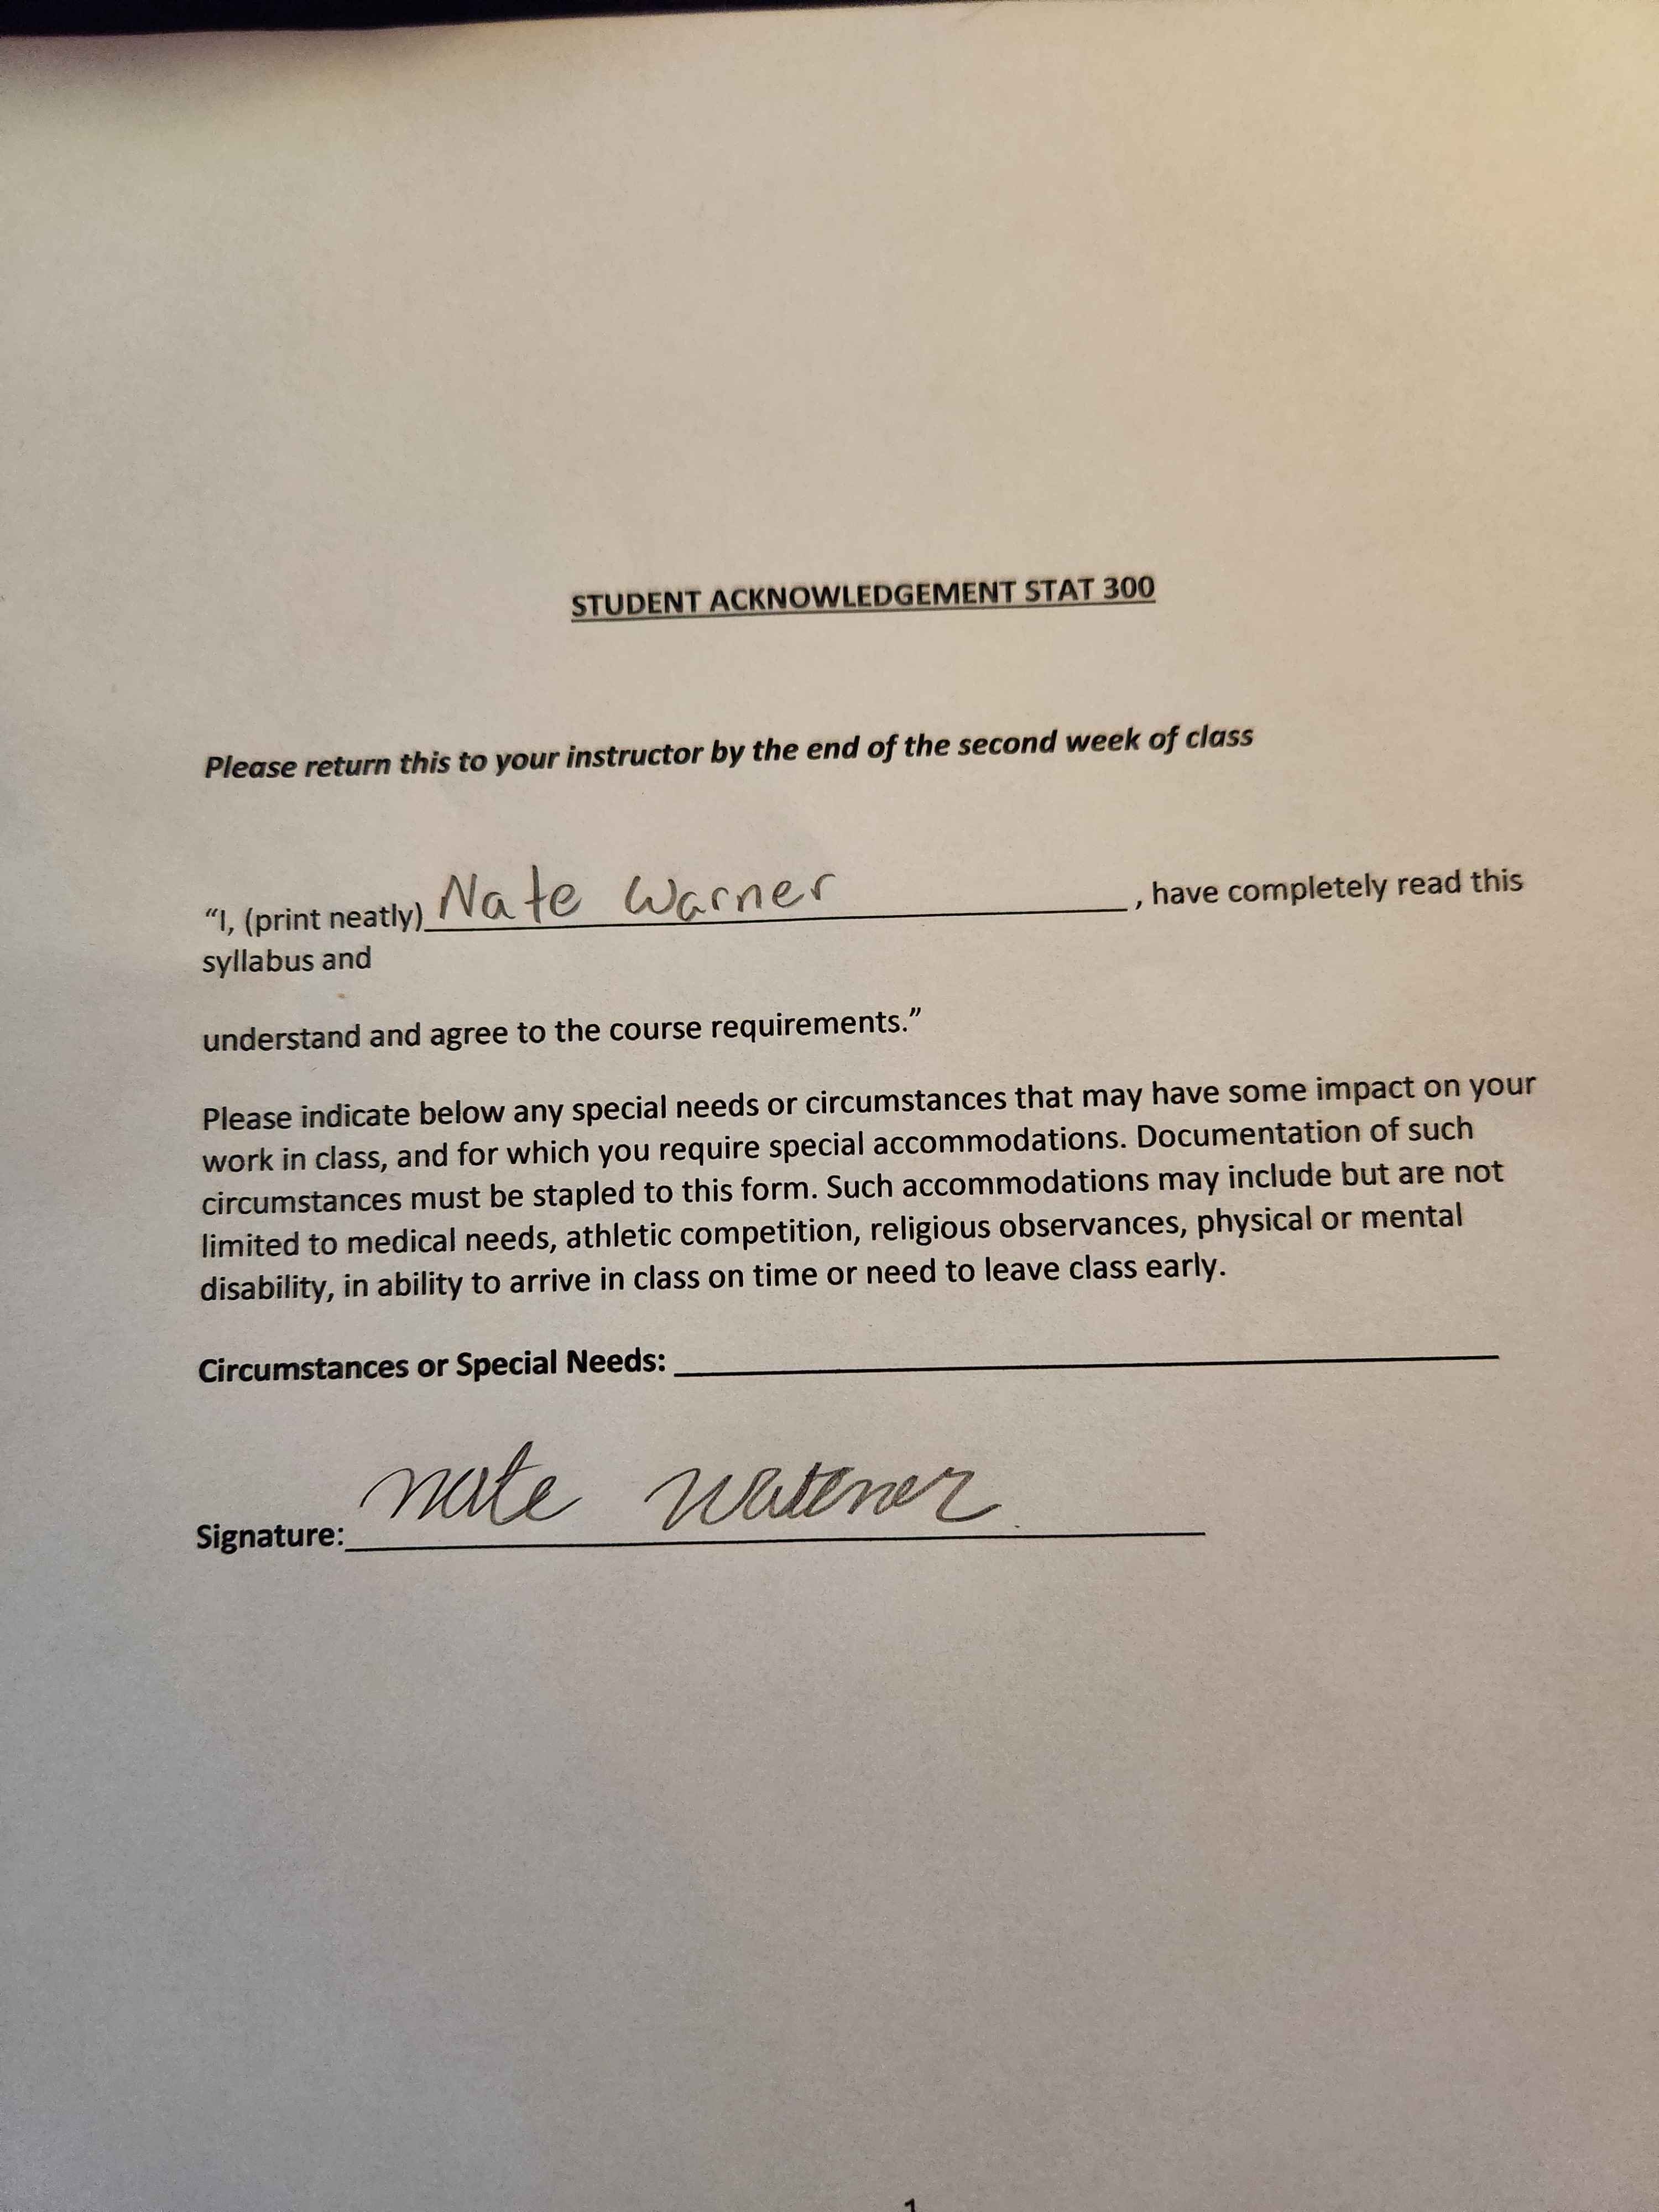 STUDENT ACKNOWLEDGEMENT STAT 300
Please return this to your instructor by the end of the second week of class
“I, (print neatly) Nate Warner , have completely read this
syllabus and
understand and agree to the course requirements.”
Please indicate below any special needs or circumstances that may have some impact on your
work in class, and for which you require special accommodations. Documentation of such
circumstances must be stapled to this form. Such accommodations may include but are not
limited to medical needs, athletic competition, religious observances, physical or mental
disability, in ability to arrive in class on time or need to leave class early.
Circumstances or Special Needs:
Signature: nate
1